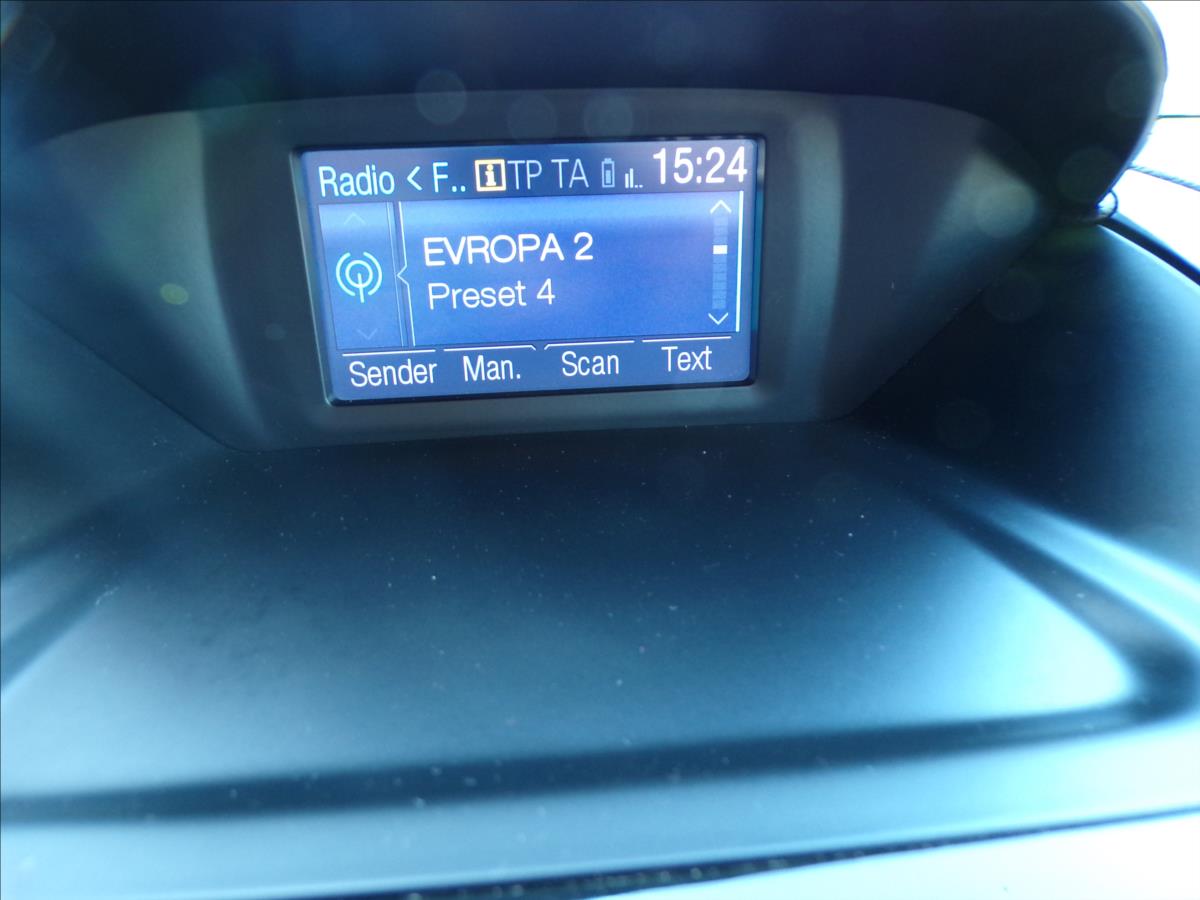 Radio < F.. i TP TA 15:24
EVROPA 2
Preset 4
Sender Man. Scan Text